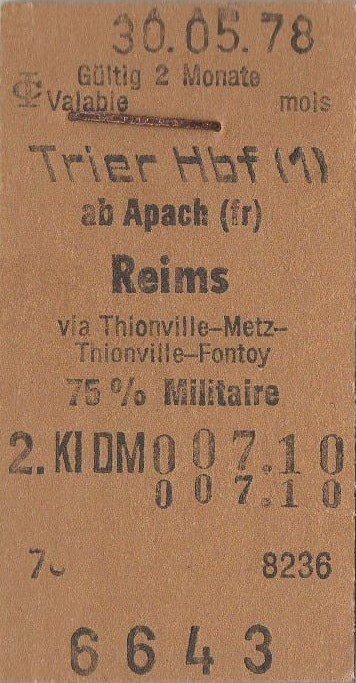 30.05.78
Gültig 2 Monate
Valable mois
Trier Hbf (1)
ab Apach (fr)
Reims
via Thionville–Metz–
Thionville–Fontoy
75 % Militaire
2. Kl DM 007.10
007.10
8236
6643